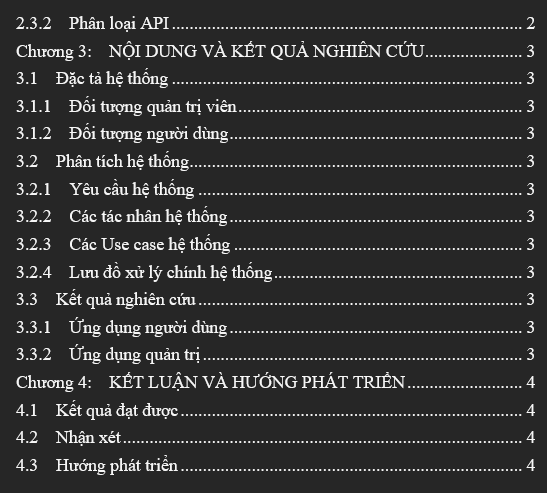 2.3.2 Phân loại API 2
Chương 3: NỘI DUNG VÀ KẾT QUẢ NGHIÊN CỨU 3
3.1 Đặc tả hệ thống 3
3.1.1 Đối tượng quản trị viên 3
3.1.2 Đối tượng người dùng 3
3.2 Phân tích hệ thống 3
3.2.1 Yêu cầu hệ thống 3
3.2.2 Các tác nhân hệ thống 3
3.2.3 Các Use case hệ thống 3
3.2.4 Lưu đồ xử lý chính hệ thống 3
3.3 Kết quả nghiên cứu 3
3.3.1 Ứng dụng người dùng 3
3.3.2 Ứng dụng quản trị 3
Chương 4: KẾT LUẬN VÀ HƯỚNG PHÁT TRIỂN 4
4.1 Kết quả đạt được 4
4.2 Nhận xét 4
4.3 Hướng phát triển 4